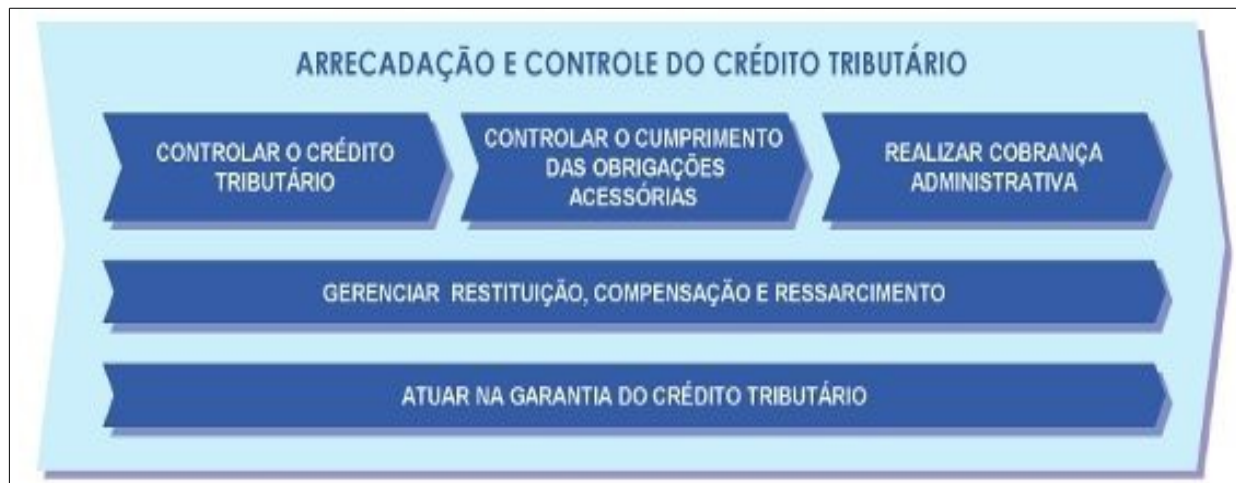 ARRECADAÇÃO E CONTROLE DO CRÉDITO TRIBUTÁRIO
CONTROLAR O CRÉDITO
TRIBUTÁRIO
CONTROLAR O CUMPRIMENTO
DAS OBRIGAÇÕES
ACESSÓRIAS
REALIZAR COBRANÇA
ADMINISTRATIVA
GERENCIAR RESTITUIÇÃO, COMPENSAÇÃO E RESSARCIMENTO
ATUAR NA GARANTIA DO CRÉDITO TRIBUTÁRIO